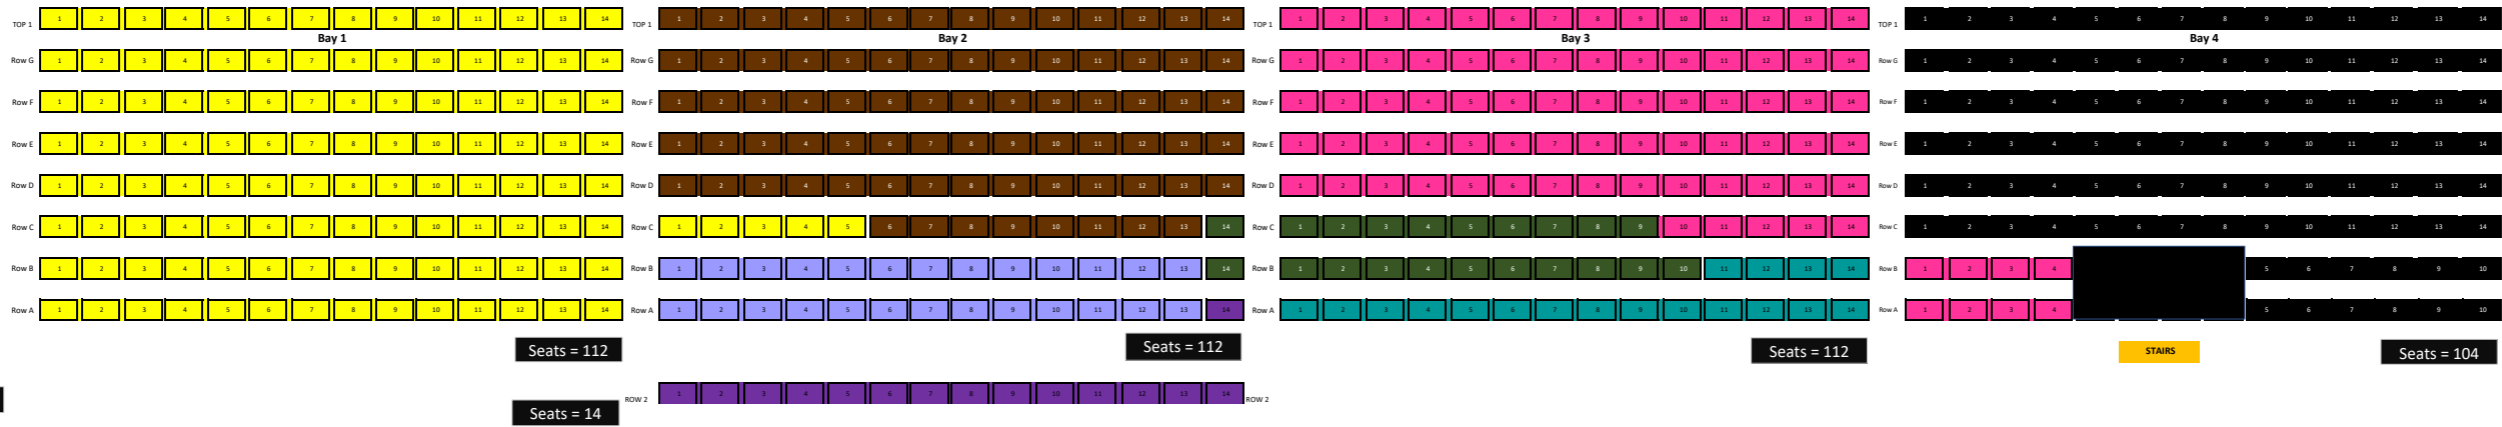 TOP 1 1 2 3 4 5 6 7 8 9 10 11 12 13 14 TOP 1 1 2 3 4 5 6 7 8 9 10 11 12 13 14 TOP 1 1 2 3 4 5 6 7 8 9 10 11 12 13 14 TOP 1 1 2 3 4 5 6 7 8 9 10 11 12 13 14
Bay 1 Bay 2 Bay 3 Bay 4
Row G 1 2 3 4 5 6 7 8 9 10 11 12 13 14 Row G 1 2 3 4 5 6 7 8 9 10 11 12 13 14 Row G 1 2 3 4 5 6 7 8 9 10 11 12 13 14 Row G 1 2 3 4 5 6 7 8 9 10 11 12 13 14
Row F 1 2 3 4 5 6 7 8 9 10 11 12 13 14 Row F 1 2 3 4 5 6 7 8 9 10 11 12 13 14 Row F 1 2 3 4 5 6 7 8 9 10 11 12 13 14 Row F 1 2 3 4 5 6 7 8 9 10 11 12 13 14
Row E 1 2 3 4 5 6 7 8 9 10 11 12 13 14 Row E 1 2 3 4 5 6 7 8 9 10 11 12 13 14 Row E 1 2 3 4 5 6 7 8 9 10 11 12 13 14 Row E 1 2 3 4 5 6 7 8 9 10 11 12 13 14
Row D 1 2 3 4 5 6 7 8 9 10 11 12 13 14 Row D 1 2 3 4 5 6 7 8 9 10 11 12 13 14 Row D 1 2 3 4 5 6 7 8 9 10 11 12 13 14 Row D 1 2 3 4 5 6 7 8 9 10 11 12 13 14
Row C 1 2 3 4 5 6 7 8 9 10 11 12 13 14 Row C 1 2 3 4 5 6 7 8 9 10 11 12 13 14 Row C 1 2 3 4 5 6 7 8 9 10 11 12 13 14 Row C 1 2 3 4 5 6 7 8 9 10 11 12 13 14
Row B 1 2 3 4 5 6 7 8 9 10 11 12 13 14 Row B 1 2 3 4 5 6 7 8 9 10 11 12 13 14 Row B 1 2 3 4 5 6 7 8 9 10 11 12 13 14 Row B 1 2 3 4 5 6 7 8 9 10
Row A 1 2 3 4 5 6 7 8 9 10 11 12 13 14 Row A 1 2 3 4 5 6 7 8 9 10 11 12 13 14 Row A 1 2 3 4 5 6 7 8 9 10 11 12 13 14 Row A 1 2 3 4 5 6 7 8 9 10
Seats = 112 Seats = 112 Seats = 112 STAIRS Seats = 104
ROW 2 1 2 3 4 5 6 7 8 9 10 11 12 13 14 ROW 2
Seats = 14